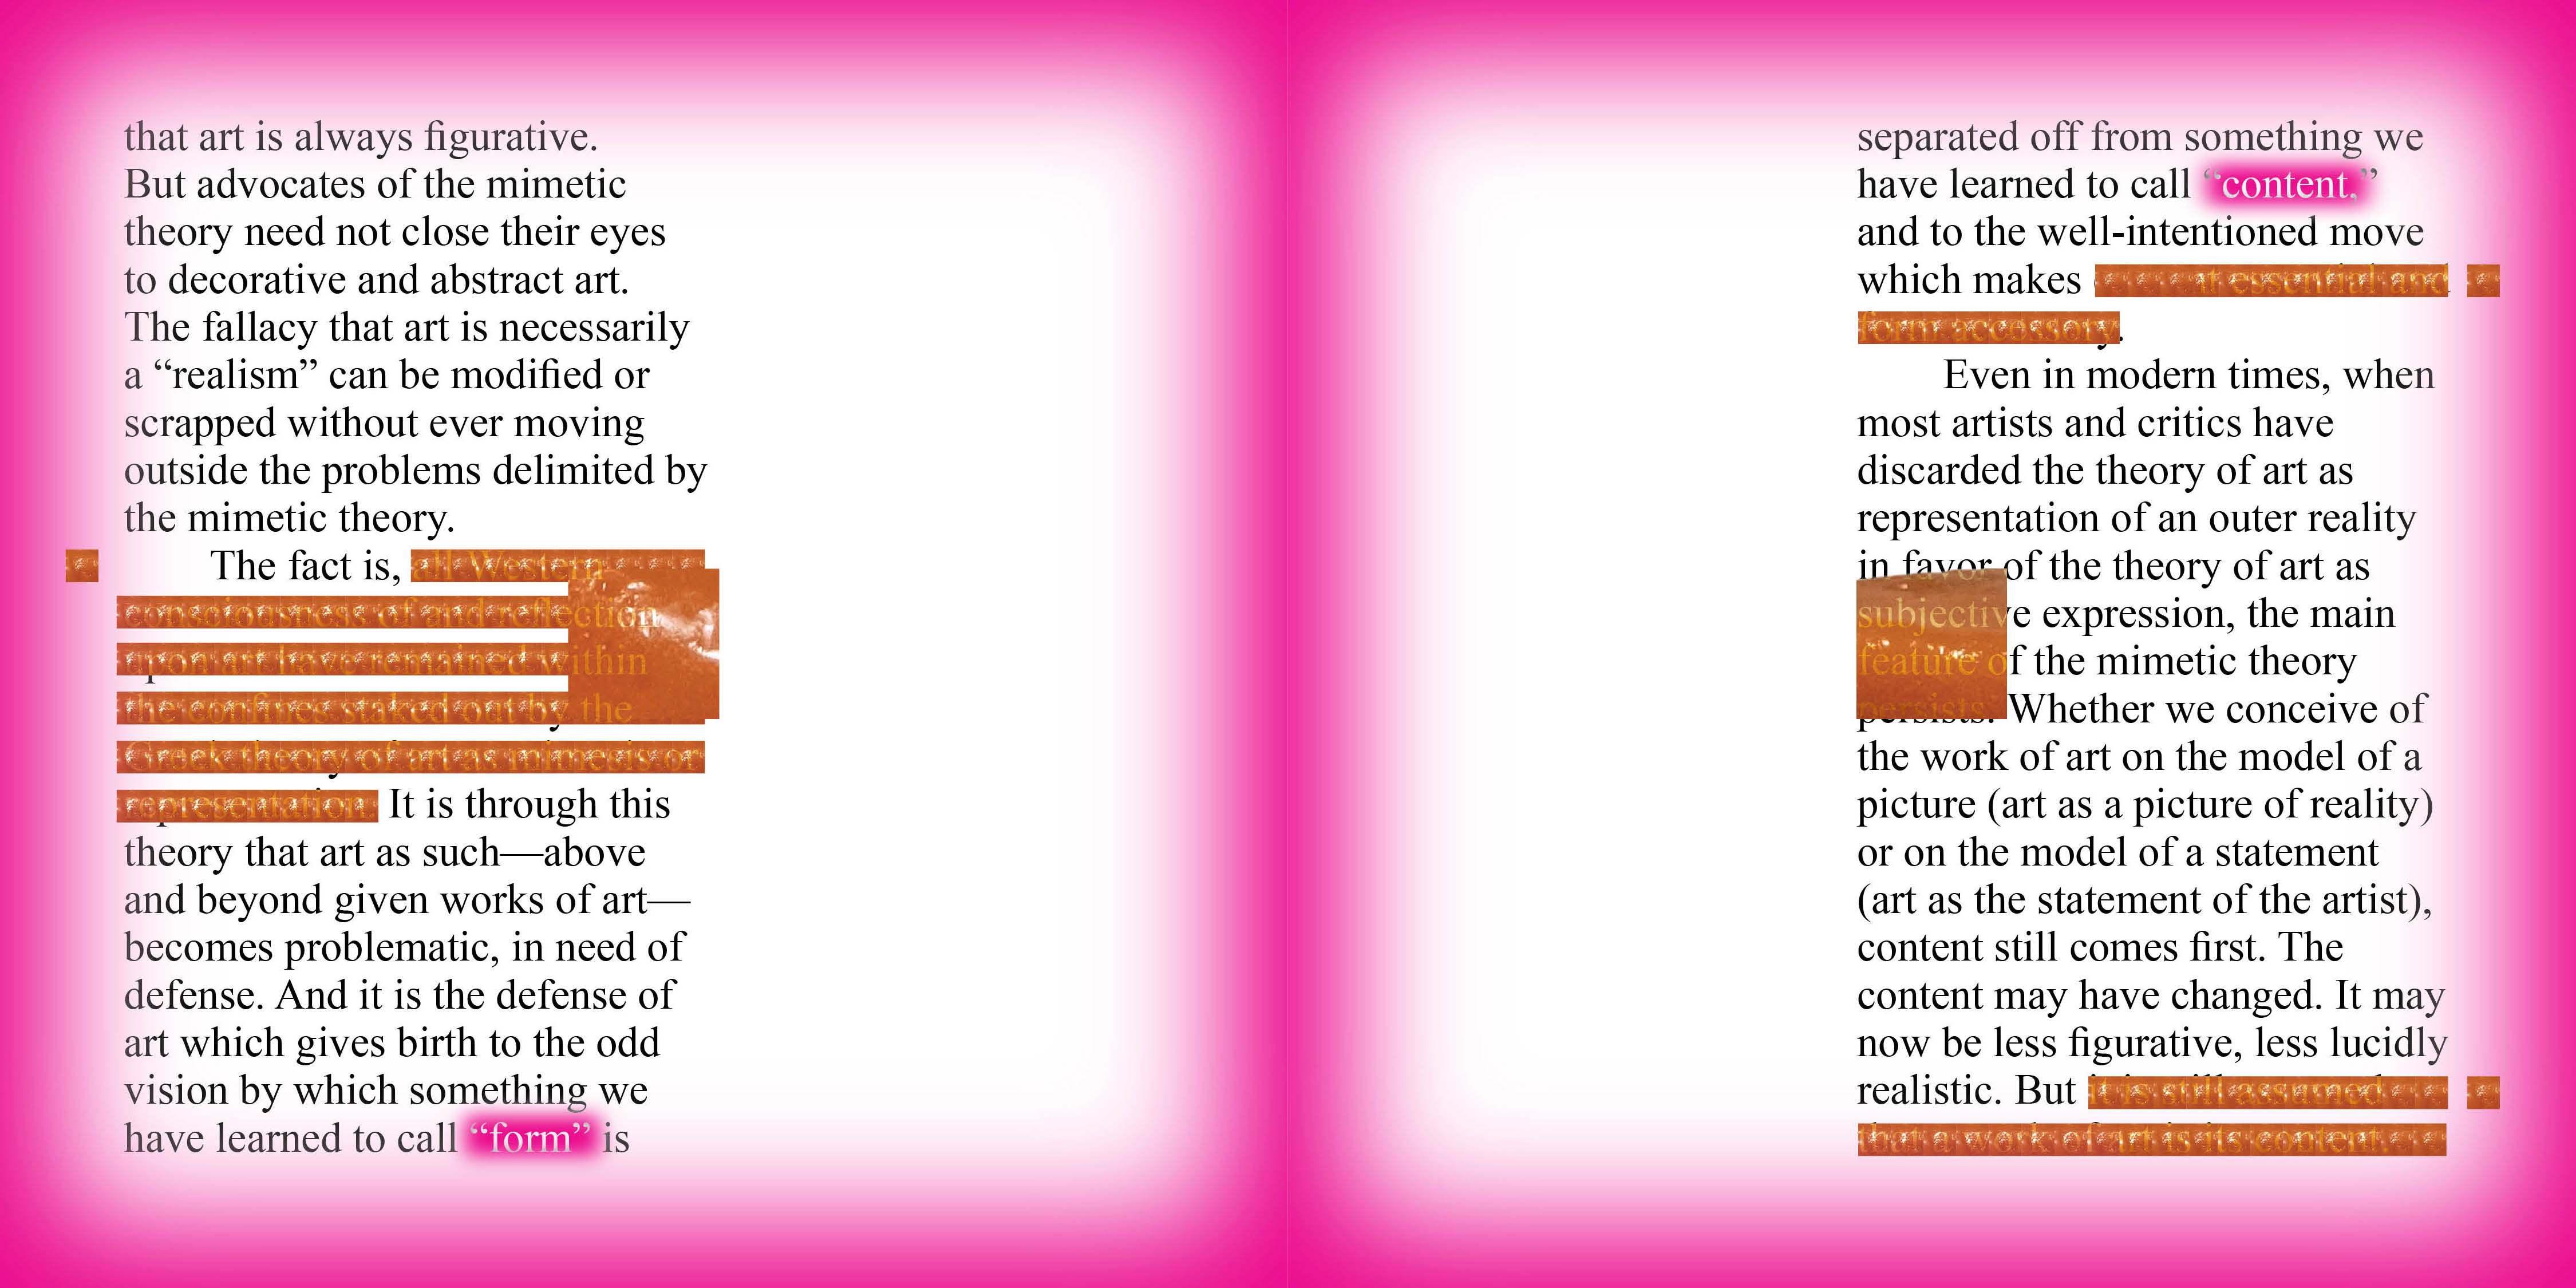 that art is always figurative.
But advocates of the mimetic
theory need not close their eyes
to decorative and abstract art.
The fallacy that art is necessarily
a “realism” can be modified or
scrapped without ever moving
outside the problems delimited by
the mimetic theory.
The fact is, all Western
consciousness of and reflection
upon art have remained within
the confines staked out by the
Greek theory of art as mimesis or
representation. It is through this
theory that art as such—above
and beyond given works of art—
becomes problematic, in need of
defense. And it is the defense of
art which gives birth to the odd
vision by which something we
have learned to call “form” is
separated off from something we
have learned to call “content,”
and to the well-intentioned move
which makes essential and
form accessory.
Even in modern times, when
most artists and critics have
discarded the theory of art as
representation of an outer reality
in favor of the theory of art as
subjective expression, the main
feature of the mimetic theory
persists. Whether we conceive of
the work of art on the model of a
picture (art as a picture of reality)
or on the model of a statement
(art as the statement of the artist),
content still comes first. The
content may have changed. It may
now be less figurative, less lucidly
realistic. But it is still assumed
that a work of art is its content.